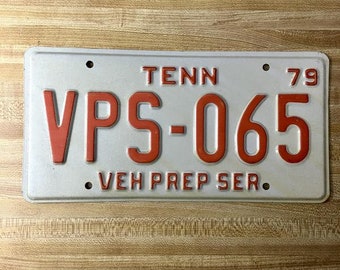 TENN 79
VPS-065
VEH PREP SER